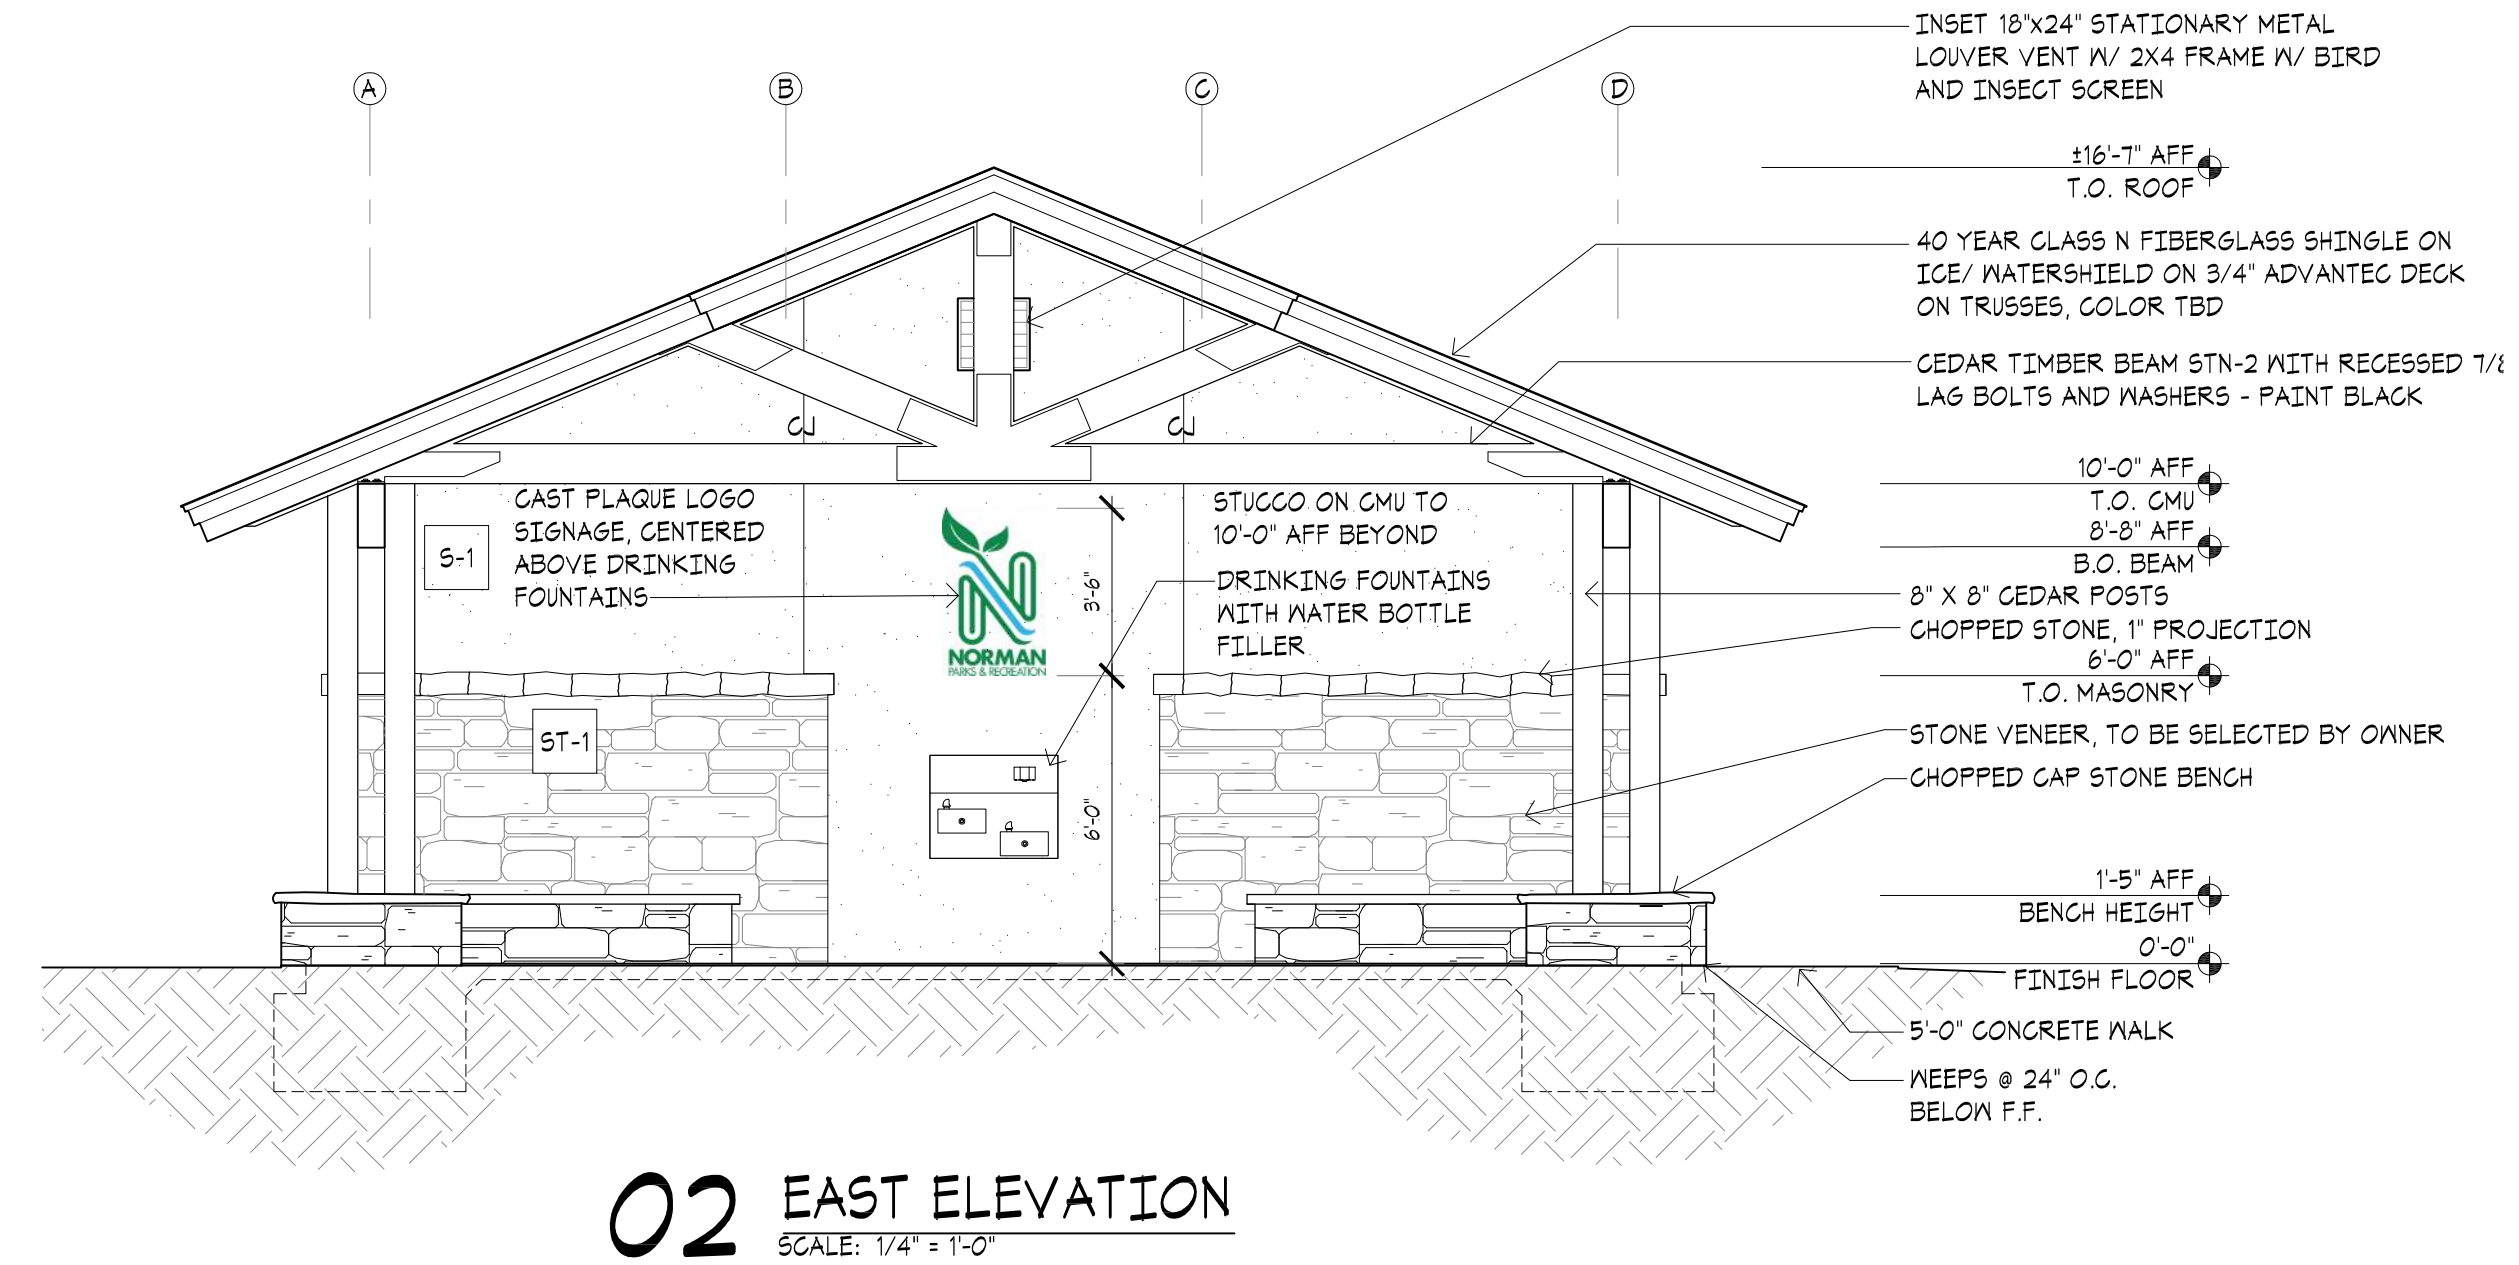 INSET 18"x24" STATIONARY METAL
LOUVER VENT W/ 2X4 FRAME W/ BIRD
AND INSECT SCREEN
A
B
C
D
±16'-7" AFF
T.O. ROOF
40 YEAR CLASS N FIBERGLASS SHINGLE ON
ICE/ WATERSHIELD ON 3/4" ADVANTEC DECK
ON TRUSSES, COLOR TBD
CEDAR TIMBER BEAM STN-2 WITH RECESSED 7/8
LAG BOLTS AND WASHERS - PAINT BLACK
10'-0" AFF
T.O. CMU
8'-8" AFF
B.O. BEAM
CAST PLAQUE LOGO
SIGNAGE, CENTERED
ABOVE DRINKING
FOUNTAINS
S-1
STUCCO ON CMU TO
10'-0" AFF BEYOND
DRINKING FOUNTAINS
WITH WATER BOTTLE
FILLER
3'-6"
N
NORMAN
PARKS & RECREATION
8" X 8" CEDAR POSTS
CHOPPED STONE, 1" PROJECTION
6'-0" AFF
T.O. MASONRY
ST-1
STONE VENEER, TO BE SELECTED BY OWNER
CHOPPED CAP STONE BENCH
6'-0"
1'-5" AFF
BENCH HEIGHT
0'-0"
FINISH FLOOR
5'-0" CONCRETE WALK
WEEPS @ 24" O.C.
BELOW F.F.
02
EAST ELEVATION
SCALE: 1/4" = 1'-0"